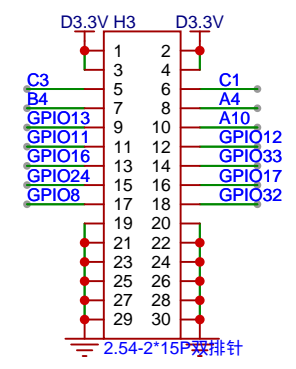 D3.3V H3 D3.3V
1 2
3 4
C3 5 6 C1
B4 7 8 A4
GPIO13 9 10 A10
GPIO11 11 12 GPIO12
GPIO16 13 14 GPIO33
GPIO24 15 16 GPIO17
GPIO8 17 18 GPIO32
19 20
21 22
23 24
25 26
27 28
29 30
2.54-2*15P双排针